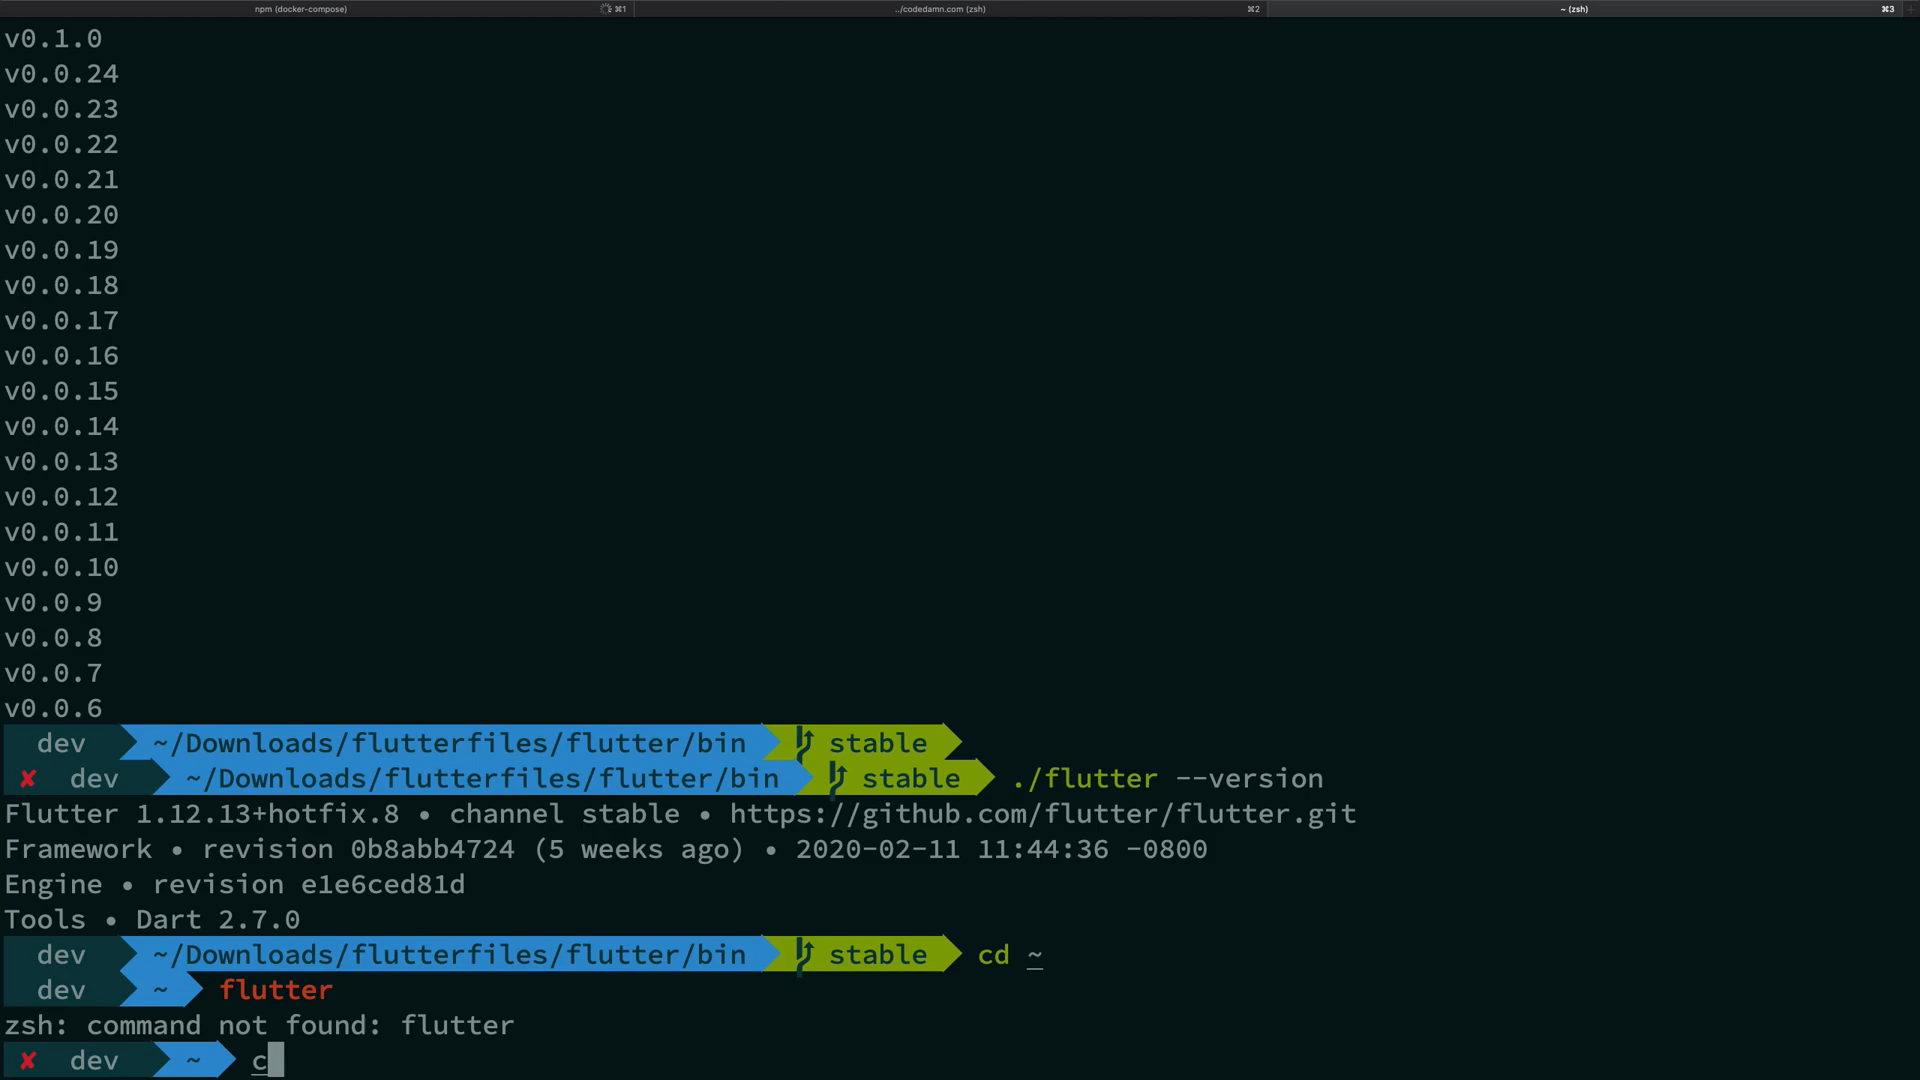 npm (docker-compose) ⌘1 ../codedamn.com (zsh) ⌘2 ~ (zsh) ⌘3
v0.1.0
v0.0.24
v0.0.23
v0.0.22
v0.0.21
v0.0.20
v0.0.19
v0.0.18
v0.0.17
v0.0.16
v0.0.15
v0.0.14
v0.0.13
v0.0.12
v0.0.11
v0.0.10
v0.0.9
v0.0.8
v0.0.7
v0.0.6
dev ~/Downloads/flutterfiles/flutter/bin stable
✘ dev ~/Downloads/flutterfiles/flutter/bin stable ./flutter --version
Flutter 1.12.13+hotfix.8 • channel stable • https://github.com/flutter/flutter.git
Framework • revision 0b8abb4724 (5 weeks ago) • 2020-02-11 11:44:36 -0800
Engine • revision e1e6ced81d
Tools • Dart 2.7.0
dev ~/Downloads/flutterfiles/flutter/bin stable cd ~
dev ~ flutter
zsh: command not found: flutter
✘ dev ~ c